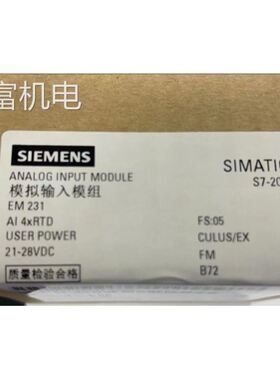 富机电
SIEMENS
ANALOG INPUT MODULE
模拟输入模组
EM 231
AI 4xRTD
USER POWER
21-28VDC
质量检验合格
SIMATI
S7-20
FS:05
CULUS/EX
FM
B72